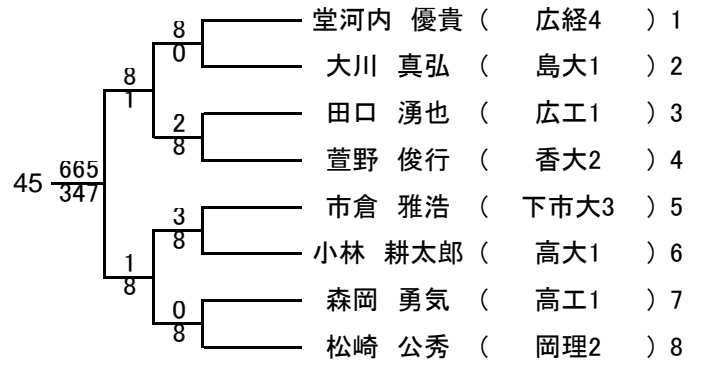 堂河内 優貴 ( 広経4 ) 1
8
0
大川 真弘 ( 島大1 ) 2
8
1
田口 湧也 ( 広工1 ) 3
2
8
萱野 俊行 ( 香大2 ) 4
45 665
347
市倉 雅浩 ( 下市大3 ) 5
3
8
小林 耕太郎 ( 高大1 ) 6
1
8
森岡 勇気 ( 高工1 ) 7
0
8
松崎 公秀 ( 岡理2 ) 8